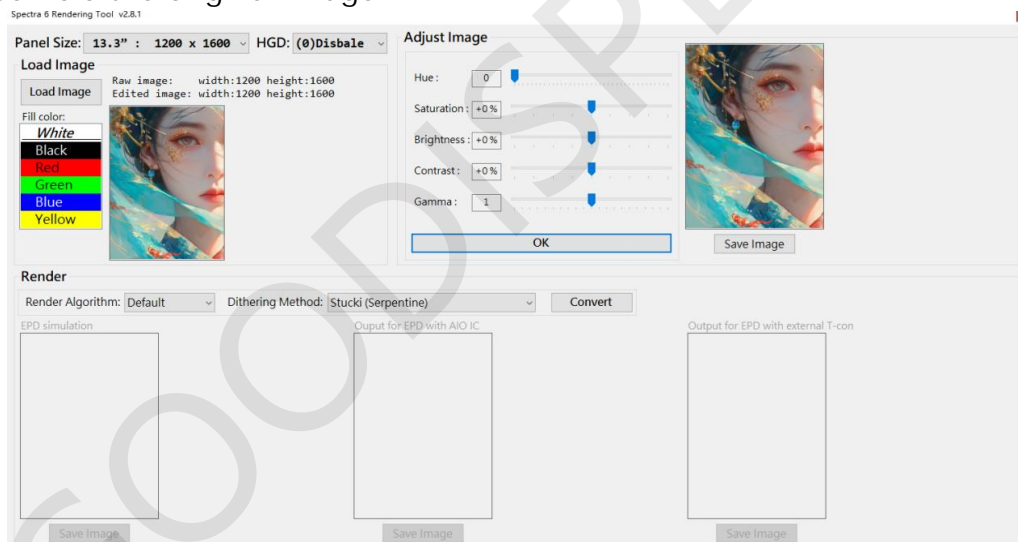 Spectra 6 Rendering Tool v2.8.1
Panel Size: 13.3” : 1200 x 1600 HGD: (0)Disbale
Load Image
Load Image
Raw image: width:1200 height:1600
Edited image: width:1200 height:1600
Fill color:
White
Black
Red
Green
Blue
Yellow
Adjust Image
Hue: 0
Saturation: +0%
Brightness: +0%
Contrast: +0%
Gamma: 1
OK
Save Image
Render
Render Algorithm: Default Dithering Method: Stucki (Serpentine) Convert
EPD simulation
Ouput for EPD with AIO IC
Output for EPD with external T-con
Save Image
Save Image
Save Image